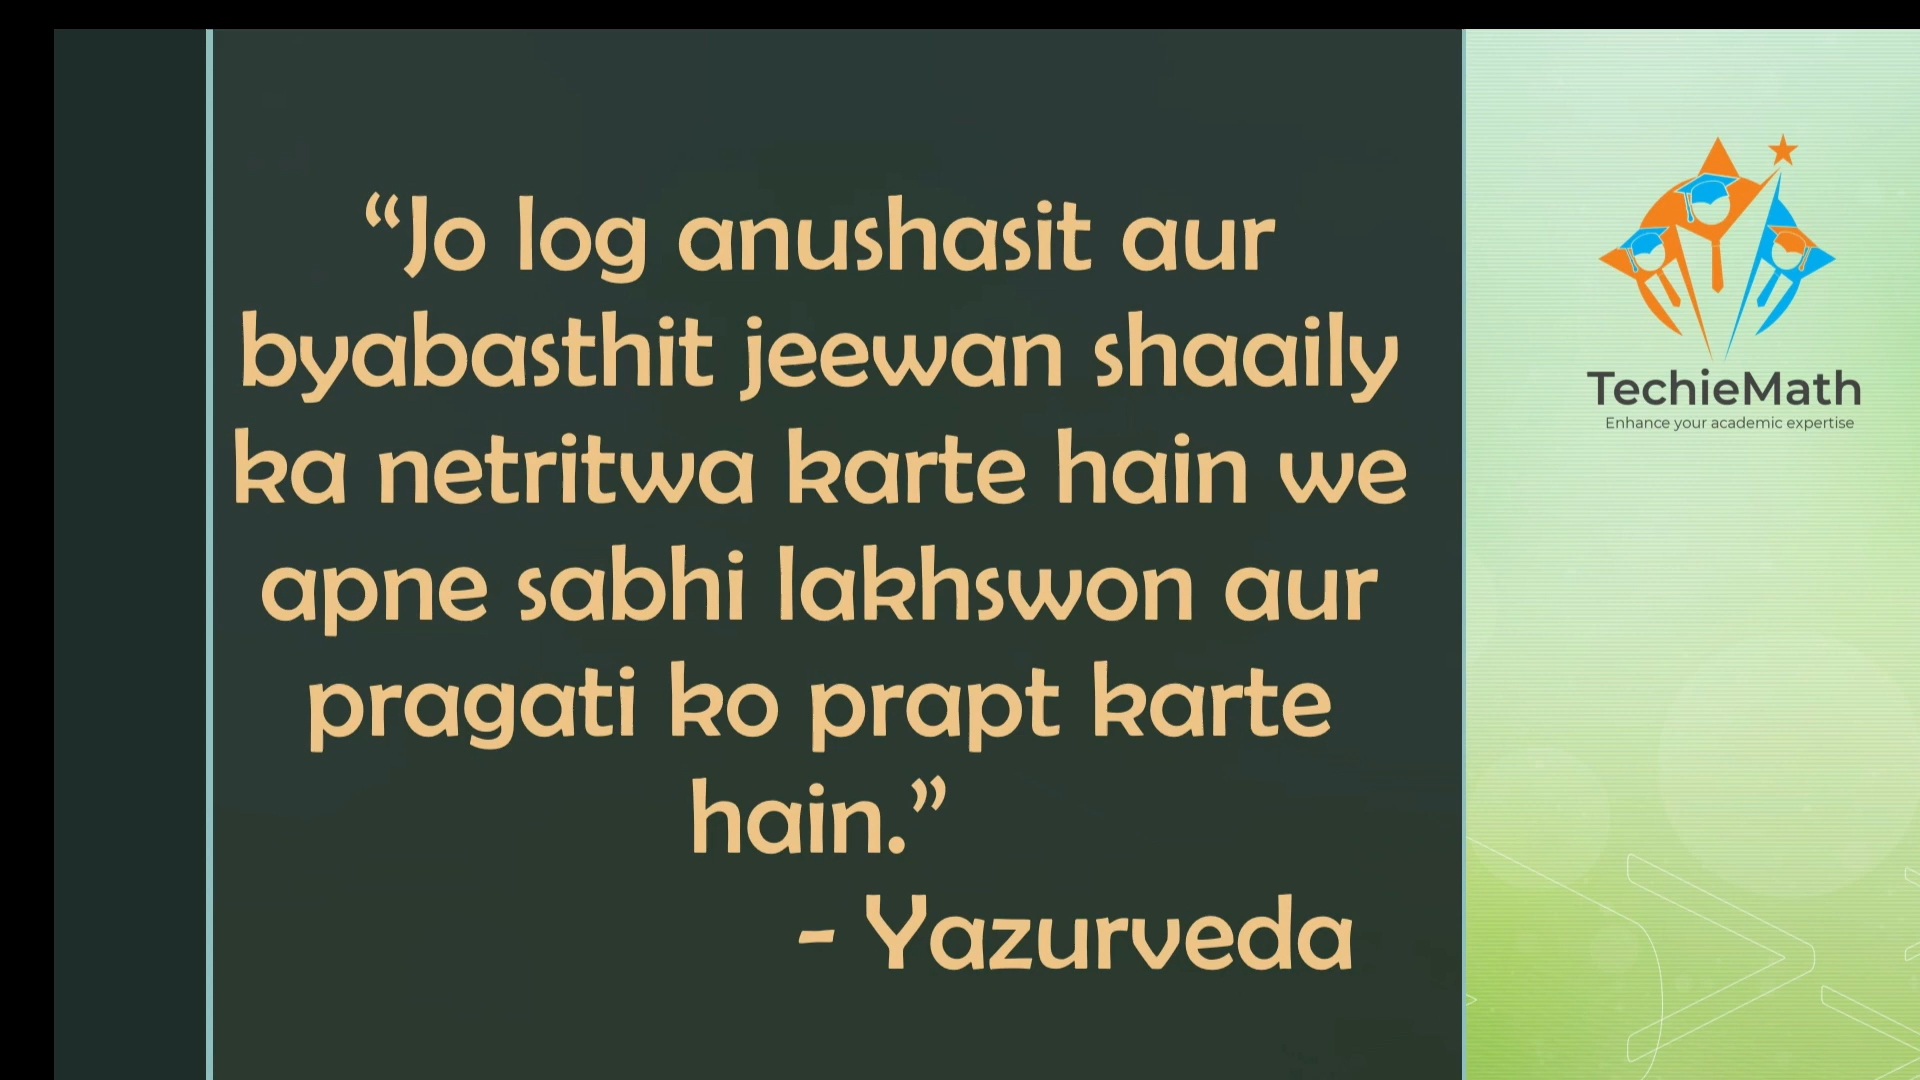 “Jo log anushasit aur
byabasthit jeewan shaaily
ka netritwa karte hain we
apne sabhi lakhswon aur
pragati ko prapt karte
hain.”
- Yazurveda
TechieMath
Enhance your academic expertise